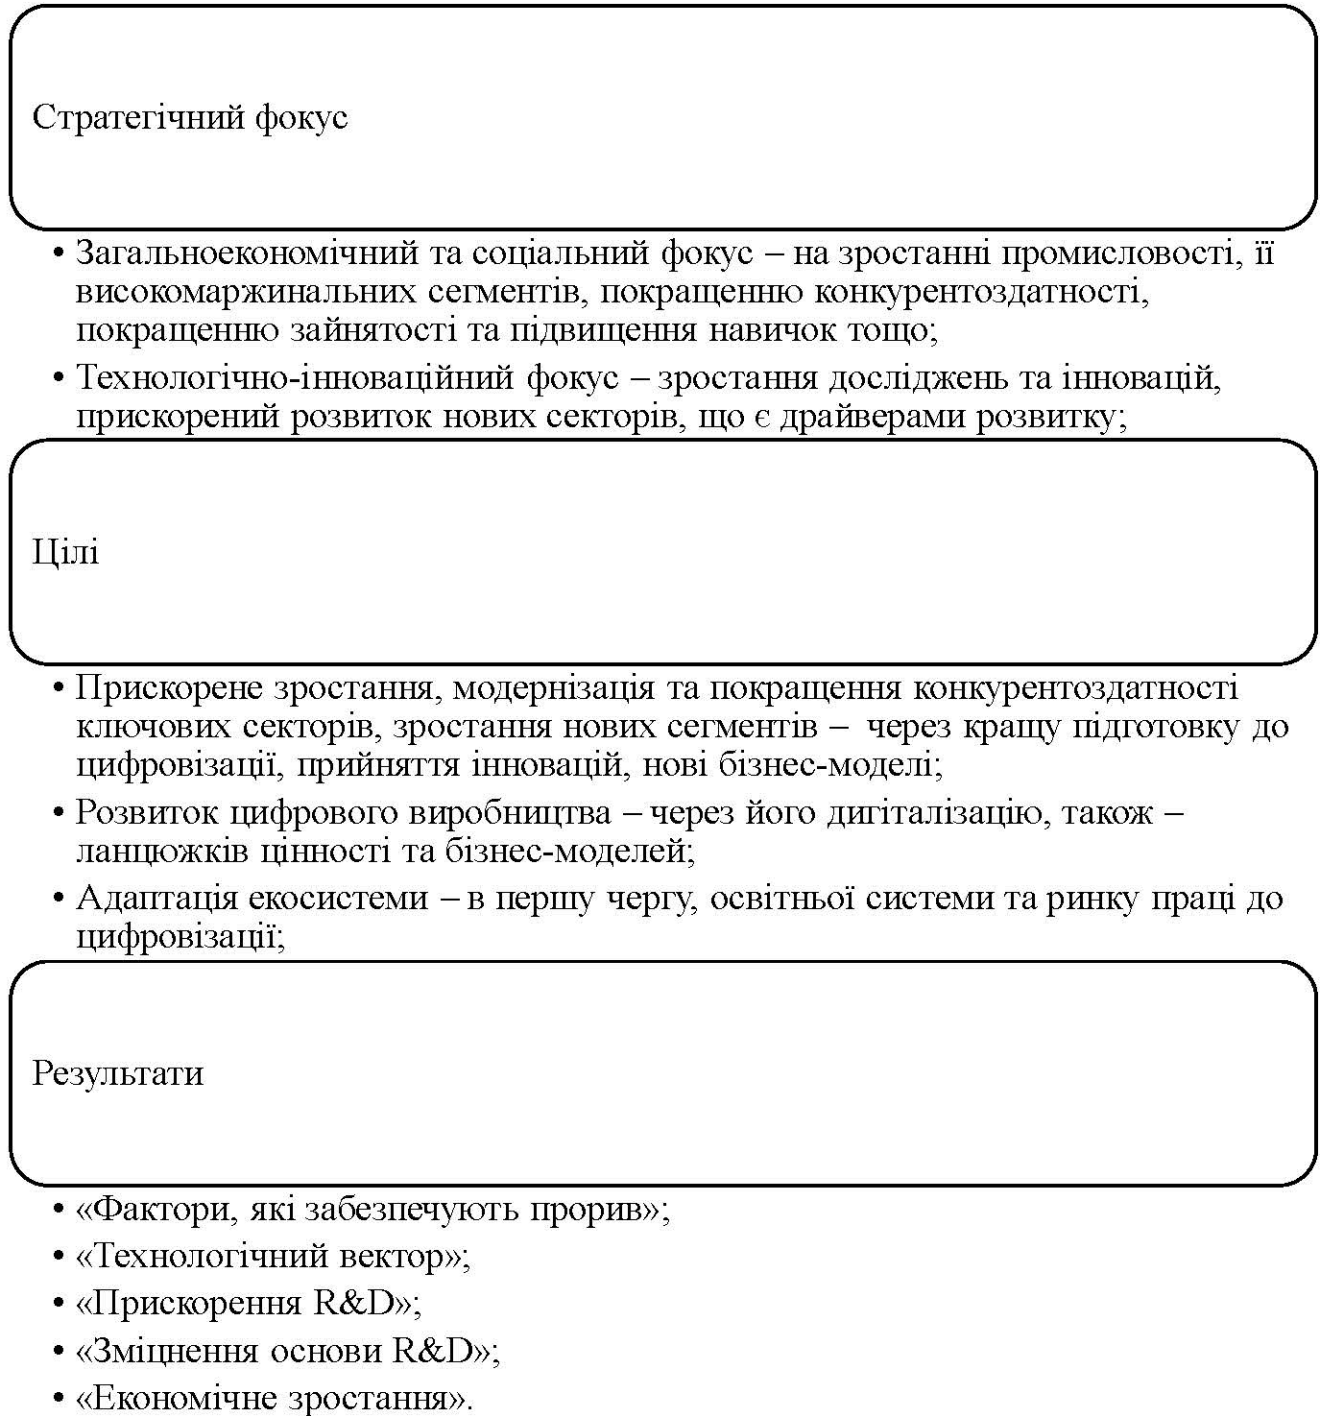 Стратегічний фокус
• Загальноекономічний та соціальний фокус – на зростанні промисловості, її
високомаржинальних сегментів, покращенню конкурентоздатності,
покращенню зайнятості та підвищення навичок тощо;
• Технологічно-інноваційний фокус – зростання досліджень та інновацій,
прискорений розвиток нових секторів, що є драйверами розвитку;
Цілі
• Прискорене зростання, модернізація та покращення конкурентоздатності
ключових секторів, зростання нових сегментів – через кращу підготовку до
цифровізації, прийняття інновацій, нові бізнес-моделі;
• Розвиток цифрового виробництва – через його дигіталізацію, також –
ланцюжків цінності та бізнес-моделей;
• Адаптація екосистеми – в першу чергу, освітньої системи та ринку праці до
цифровізації;
Результати
• «Фактори, які забезпечують прорив»;
• «Технологічний вектор»;
• «Прискорення R&D»;
• «Зміцнення основи R&D»;
• «Економічне зростання».